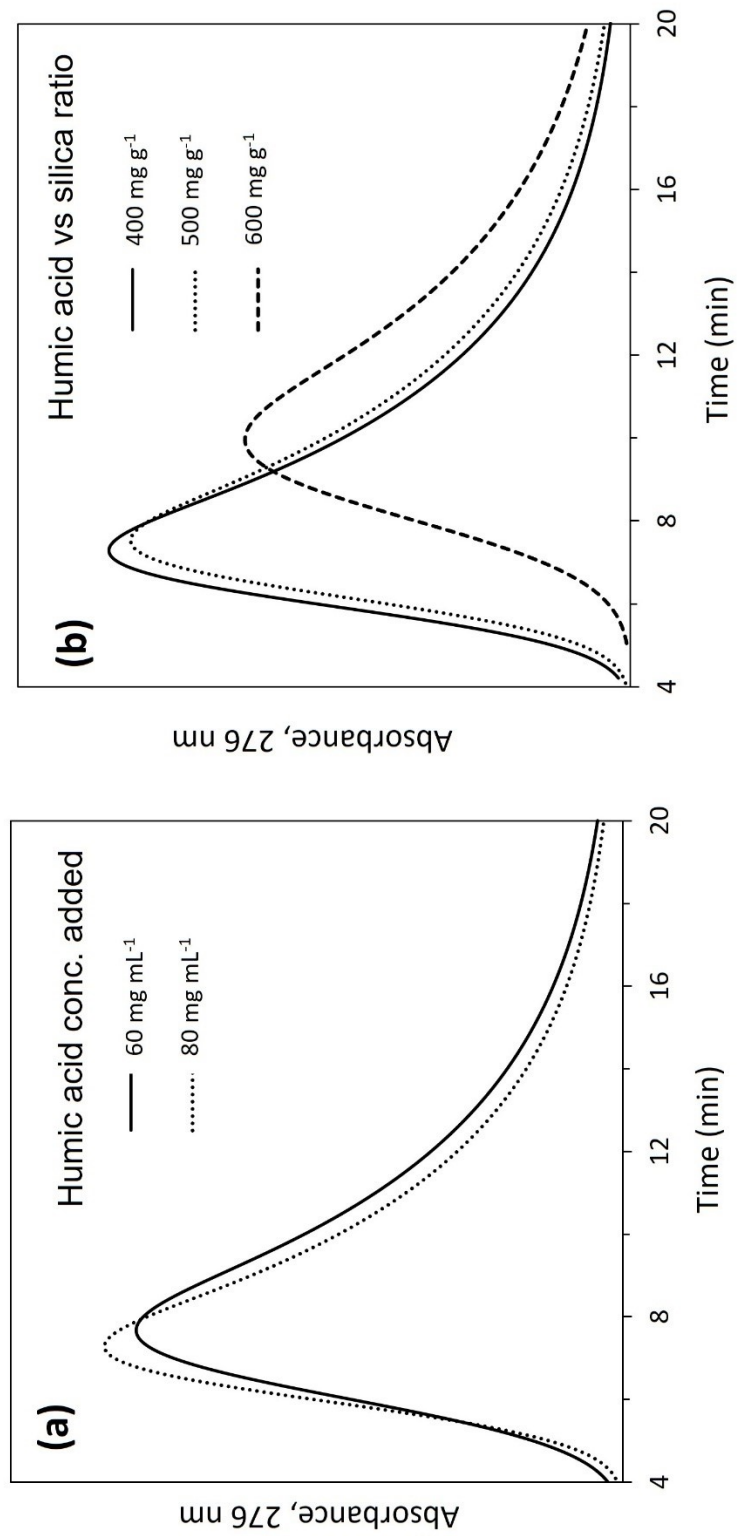 (a)
Humic acid conc. added
60 mg mL-1
80 mg mL-1
Absorbance, 276 nm
4
8
12
16
20
Time (min)
(b)
Humic acid vs silica ratio
400 mg g-1
500 mg g-1
600 mg g-1
Absorbance, 276 nm
4
8
12
16
20
Time (min)